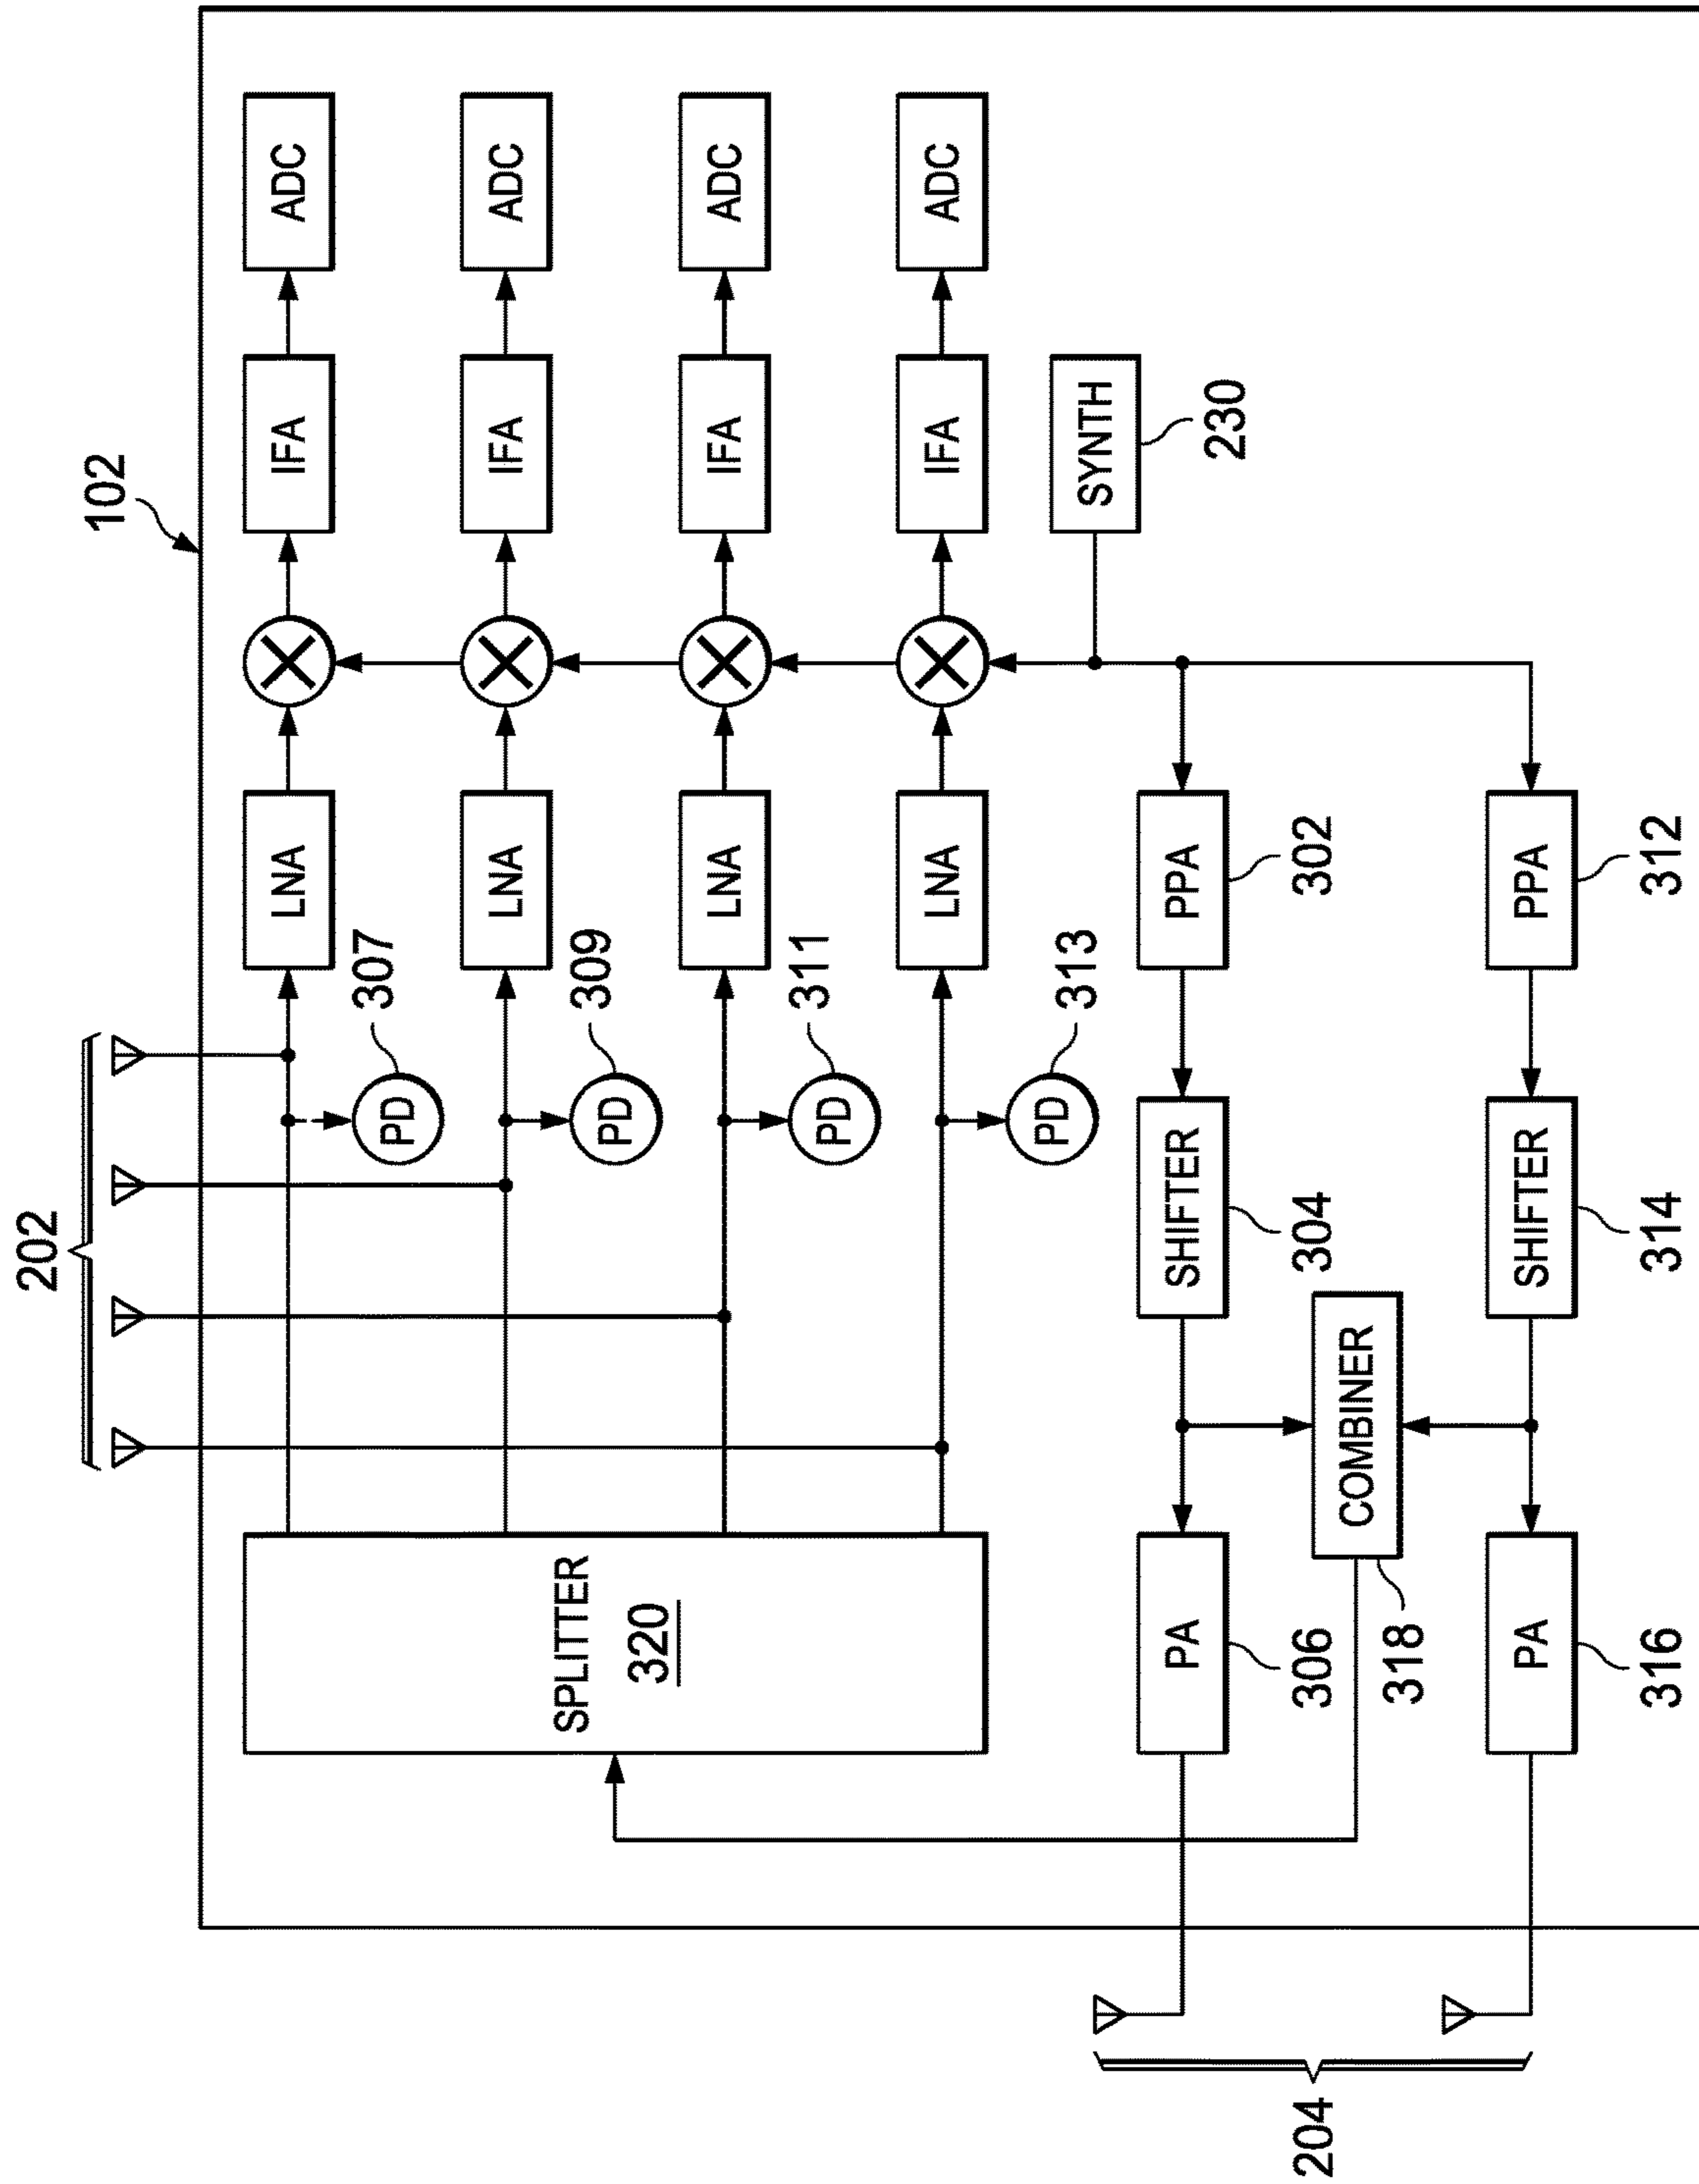 102
202
LNA
IFA
ADC
307
PD
LNA
IFA
ADC
309
PD
LNA
IFA
ADC
311
PD
LNA
IFA
ADC
313
PD
SPLITTER
320
SYNTH
230
PA
306
SHIFTER
304
PPA
302
COMBINER
318
PA
316
SHIFTER
314
PPA
312
204